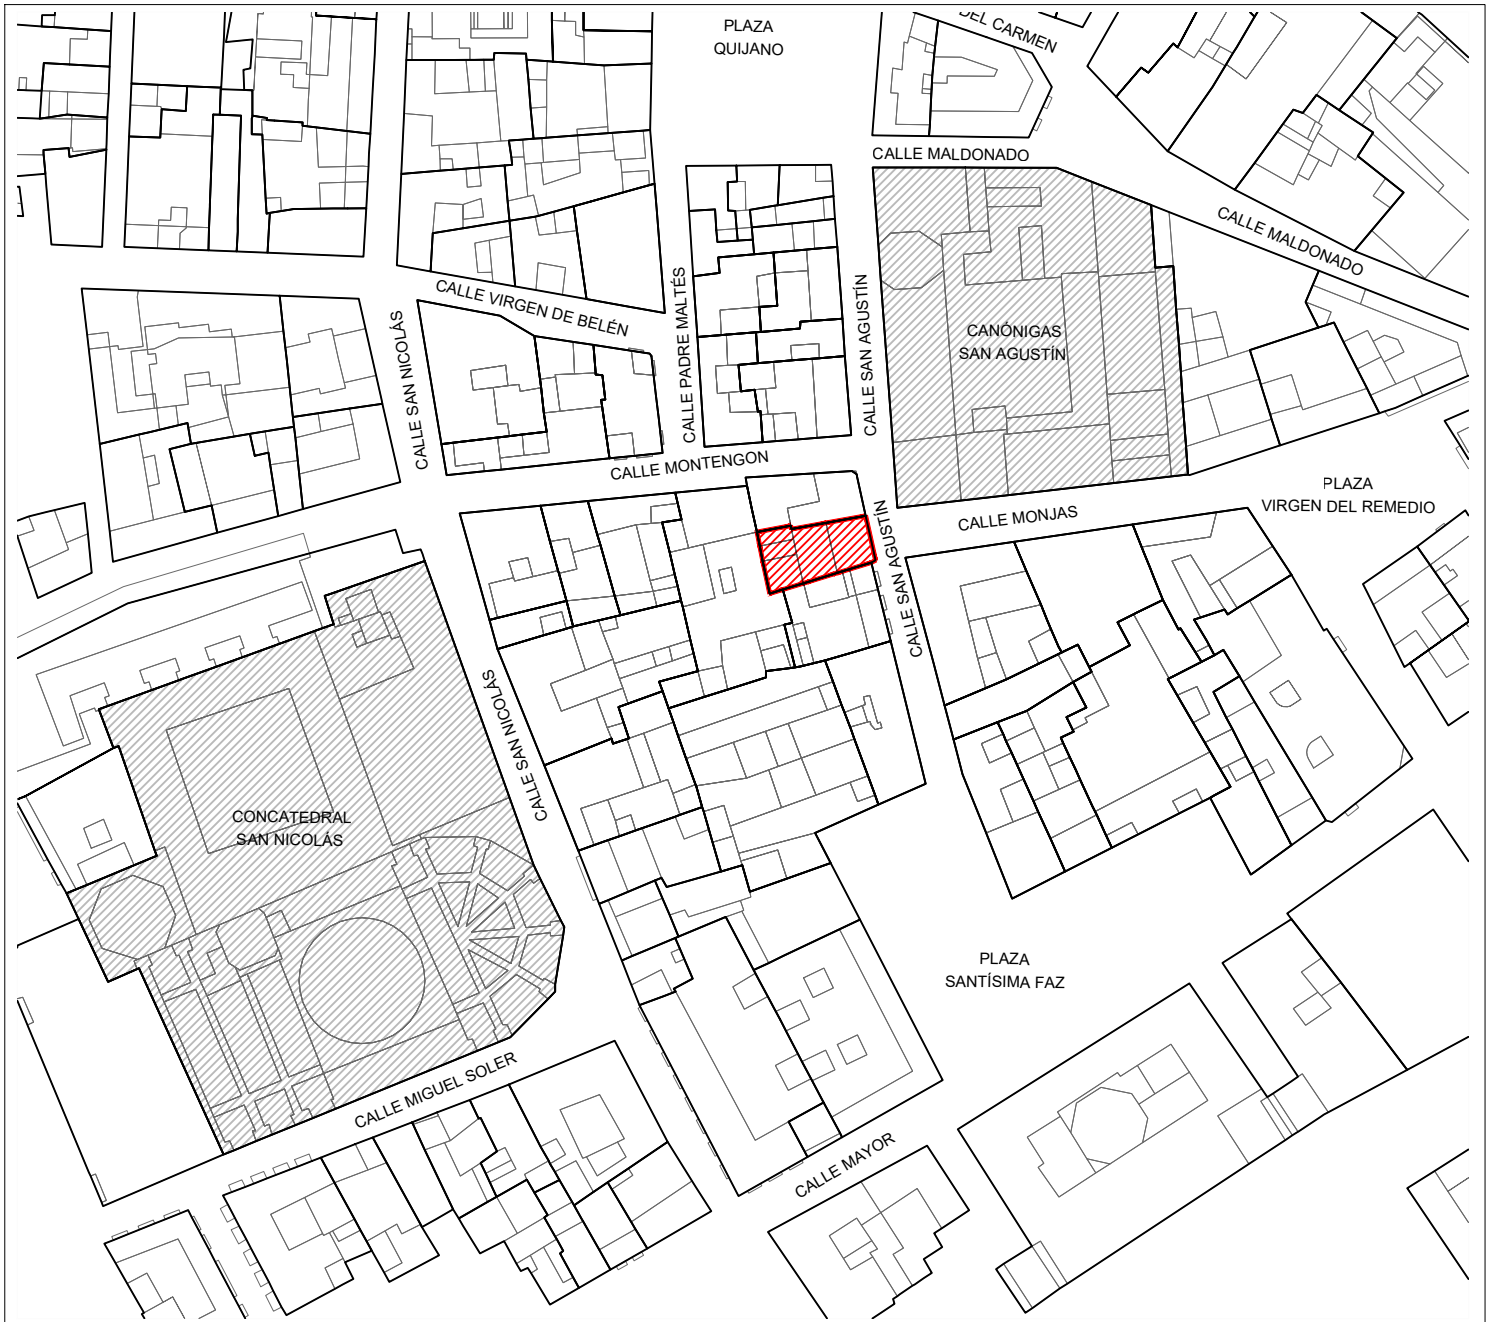 PLAZA
QUIJANO
DEL CARMEN
CALLE MALDONADO
CALLE MALDONADO
CALLE VIRGEN DE BELÉN
CALLE SAN NICOLÁS
CALLE PADRE MALTÉS
CALLE SAN AGUSTÍN
CANÓNIGAS
SAN AGUSTÍN
CALLE MONTENGON
PLAZA
VIRGEN DEL REMEDIO
CALLE MONJAS
CALLE SAN AGUSTÍN
CALLE SAN NICOLÁS
CONCATEDRAL
SAN NICOLÁS
PLAZA
SANTÍSIMA FAZ
CALLE MIGUEL SOLER
CALLE MAYOR